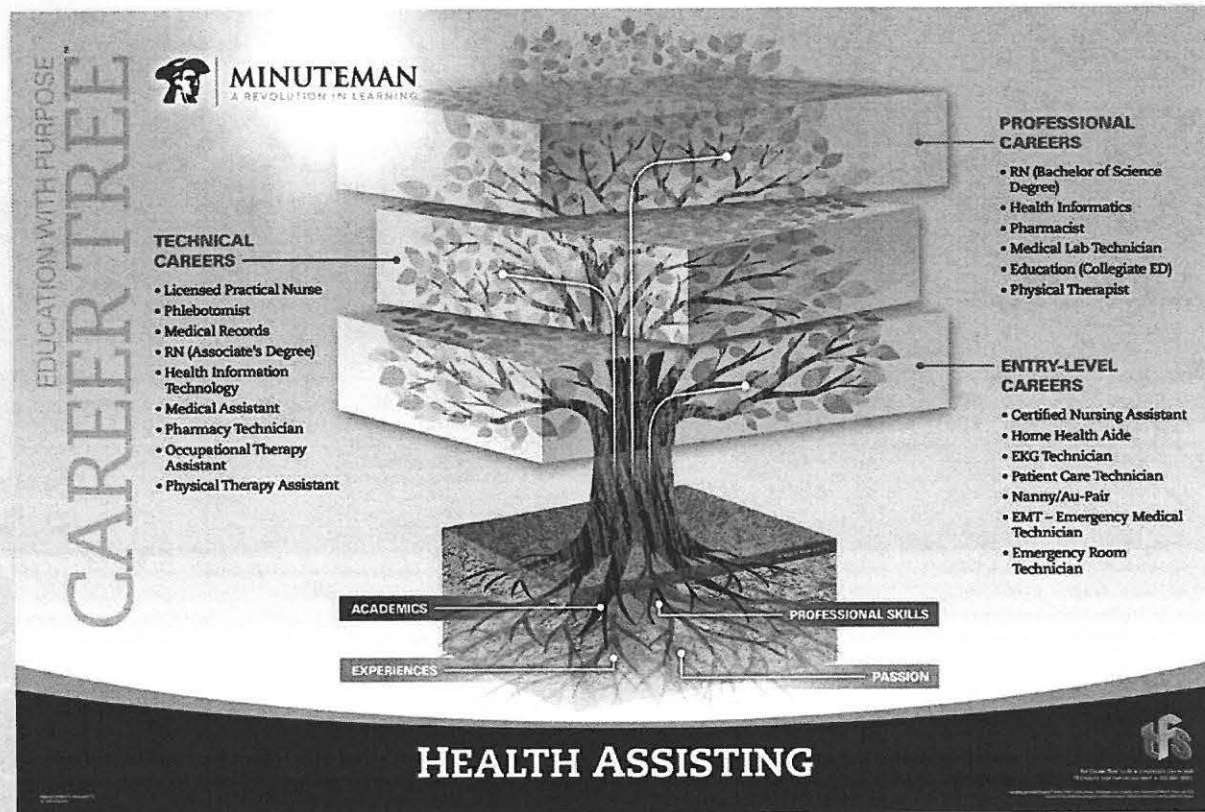 EDUCATION WITH PURPOSE
CAREER TREE™
MINUTEMAN
A REVOLUTION IN LEARNING
TECHNICAL
CAREERS
• Licensed Practical Nurse
• Phlebotomist
• Medical Records
• RN (Associate's Degree)
• Health Information
Technology
• Medical Assistant
• Pharmacy Technician
• Occupational Therapy
Assistant
• Physical Therapy Assistant
PROFESSIONAL
CAREERS
• RN (Bachelor of Science
Degree)
• Health Informatics
• Pharmacist
• Medical Lab Technician
• Education (Collegiate ED)
• Physical Therapist
ENTRY-LEVEL
CAREERS
• Certified Nursing Assistant
• Home Health Aide
• EKG Technician
• Patient Care Technician
• Nanny/Au-Pair
• EMT – Emergency Medical
Technician
• Emergency Room
Technician
ACADEMICS
PROFESSIONAL SKILLS
EXPERIENCES
PASSION
HEALTH ASSISTING
tfs